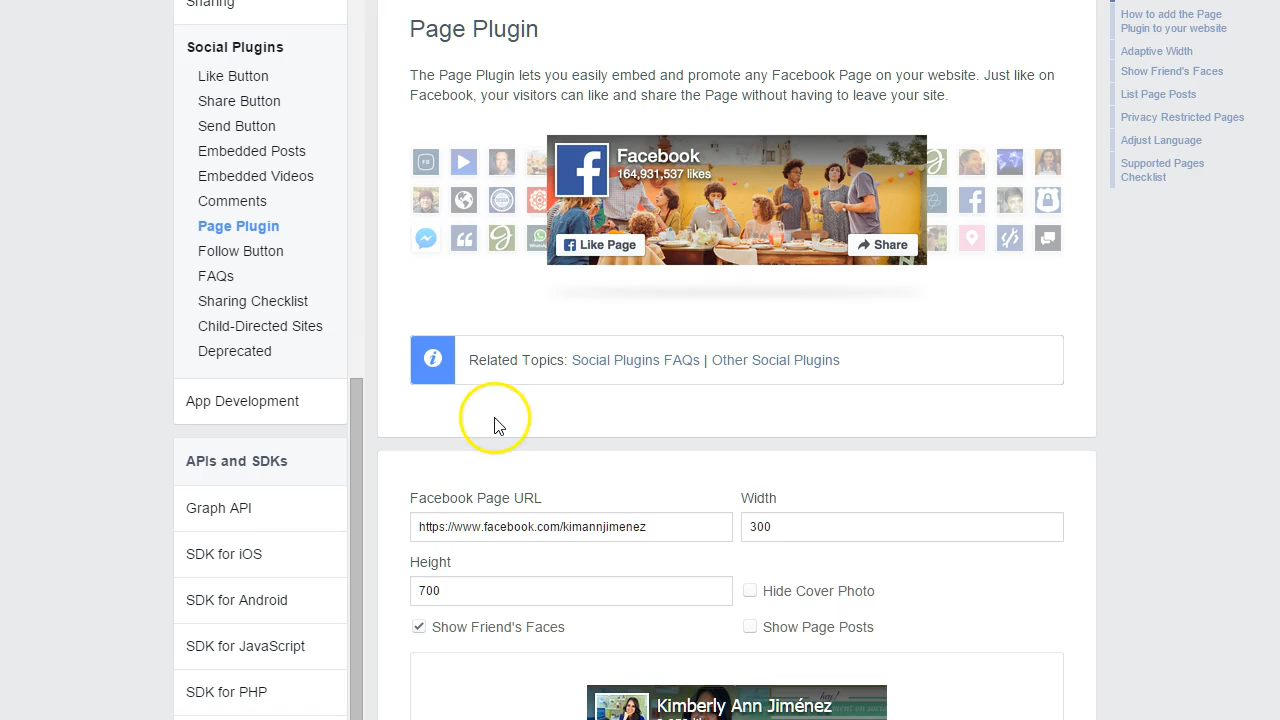 Sharing
Social Plugins
Like Button
Share Button
Send Button
Embedded Posts
Embedded Videos
Comments
Page Plugin
Follow Button
FAQs
Sharing Checklist
Child-Directed Sites
Deprecated
App Development
APIs and SDKs
Graph API
SDK for iOS
SDK for Android
SDK for JavaScript
SDK for PHP
Page Plugin
The Page Plugin lets you easily embed and promote any Facebook Page on your website. Just like on
Facebook, your visitors can like and share the Page without having to leave your site.
Facebook
164,931,537 likes
Like Page
Share
Related Topics: Social Plugins FAQs | Other Social Plugins
Facebook Page URL
Width
https://www.facebook.com/kimannjimenez
300
Height
700
Hide Cover Photo
Show Friend's Faces
Show Page Posts
Kimberly Ann Jiménez
How to add the Page
Plugin to your website
Adaptive Width
Show Friend's Faces
List Page Posts
Privacy Restricted Pages
Adjust Language
Supported Pages
Checklist